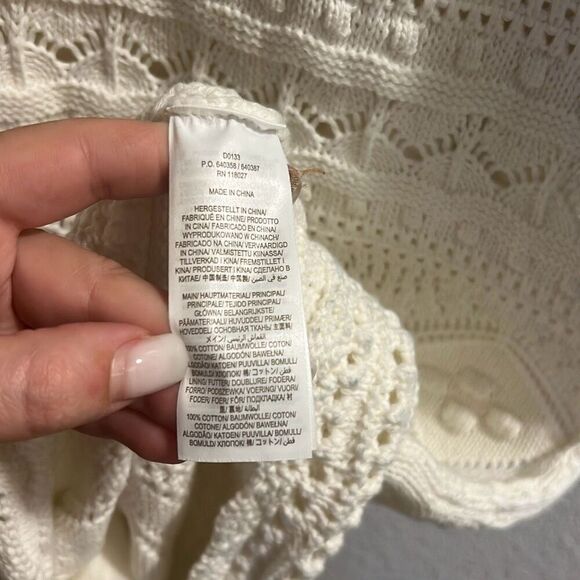 D0133
P.O. 640358 / 640387
RN 118027
MADE IN CHINA
HERGESTELLT IN CHINA/
FABRIQUÉ EN CHINE/ PRODOTTO
IN CINA/ FABRICADO EN CHINA/
WYPRODUKOWANO W CHINACH/
FABRICADO NA CHINA/ VERVAARDIGD
IN CHINA/ VALMISTETTU KIINASSA/
TILLVERKAD I KINA/ FREMSTILLET I
KINA/ PRODUSERT I KINA/ СДЕЛАНО В
КИТАЕ/ 中国制造/ 中国製/ صنع في الصين
MAIN/ HAUPTMATERIAL/ PRINCIPAL/
PRINCIPALE/ TEJIDO PRINCIPAL/
GŁÓWNA/ BELANGRIJKSTE/
PÄÄMATERIAALI/ HUVUDDEL/ PRIMÆR/
HOVEDDEL/ ОСНОВНАЯ ТКАНЬ/ 主面料/
メイン/ القماش الرئيسي
100% COTTON/ BAUMWOLLE/ COTON/
COTONE/ ALGODÓN/ BAWEŁNA/
ALGODÃO/ KATOEN/ PUUVILLA/ BOMULL/
BOMULD/ ХЛОПОК/ 棉/ コットン/ قطن
LINING/ FUTTER/ DOUBLURE/ FODERA/
FORRO/ PODSZEWKA/ VOERING/ VUORI/
FODER/ FOER/ FÔR/ ПОДКЛАДКА/ 衬
里/ 裏地/ البطانة
100% COTTON/ BAUMWOLLE/ COTON/
COTONE/ ALGODÓN/ BAWEŁNA/
ALGODÃO/ KATOEN/ PUUVILLA/ BOMULL/
BOMULD/ ХЛОПОК/ 棉/ コットン/ قطن